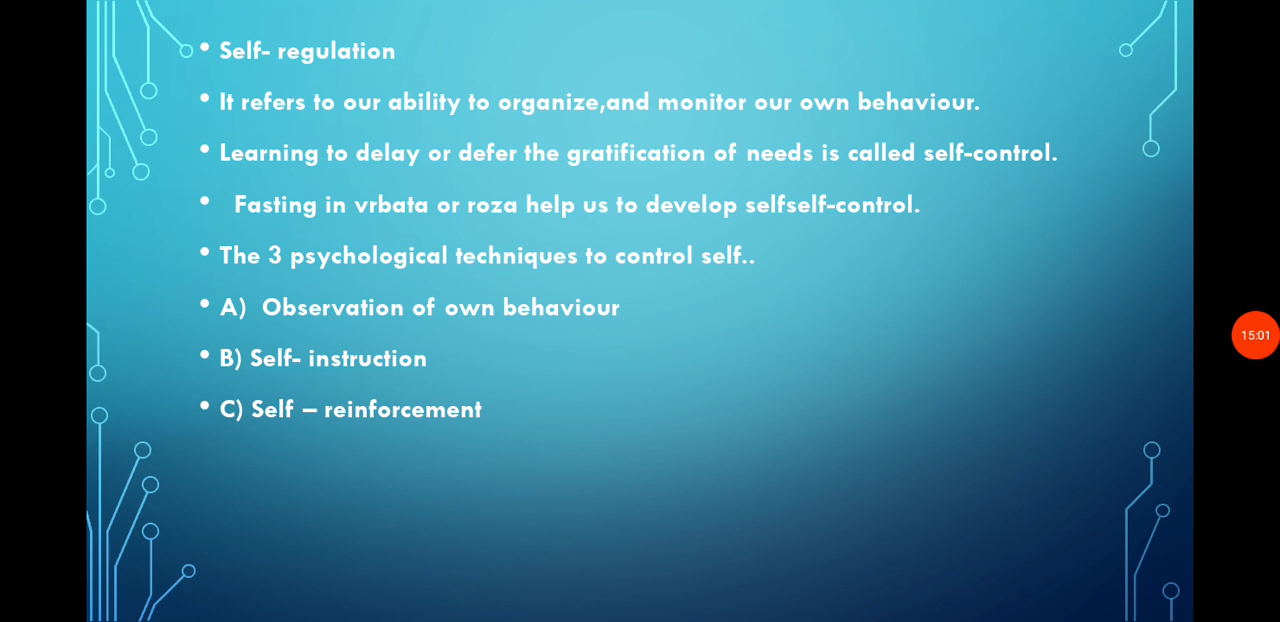 • Self- regulation
• It refers to our ability to organize,and monitor our own behaviour.
• Learning to delay or defer the gratification of needs is called self-control.
• Fasting in vrbata or roza help us to develop selfself-control.
• The 3 psychological techniques to control self..
• A) Observation of own behaviour
• B) Self- instruction
• C) Self – reinforcement
15:01